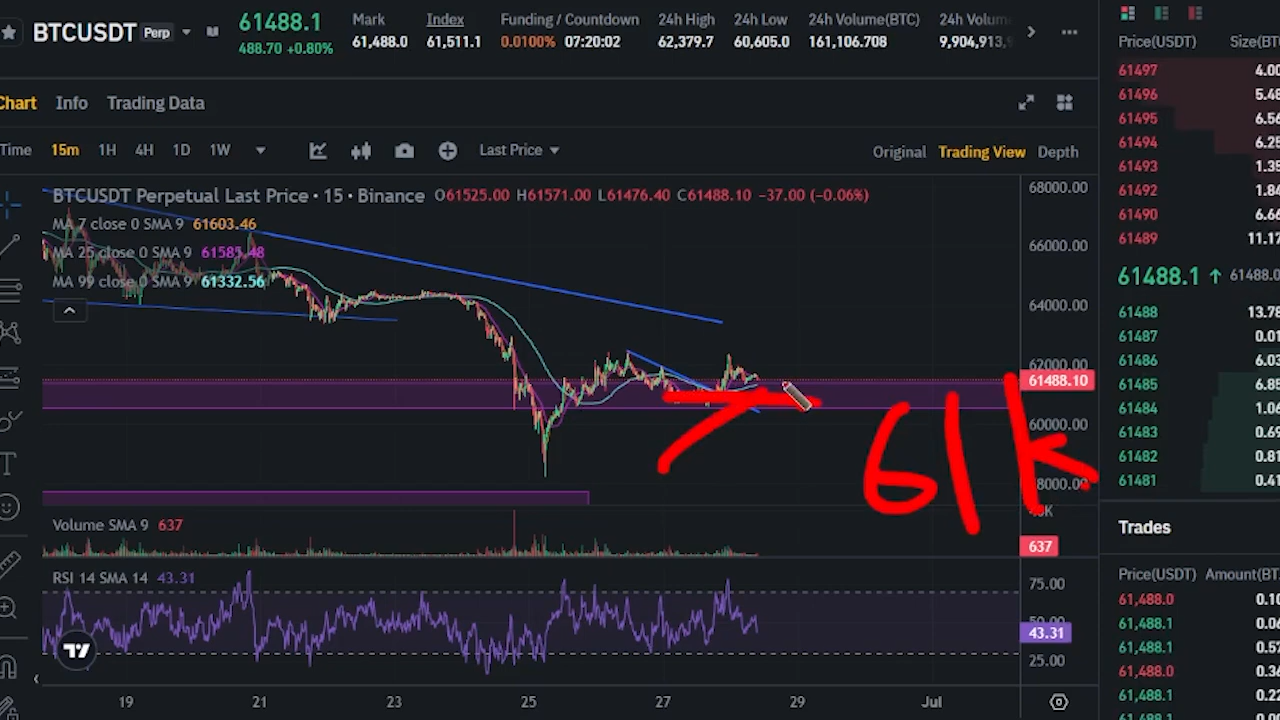 BTCUSDT Perp 61488.1 Mark Index Funding / Countdown 24h High 24h Low 24h Volume(BTC)
488.70 +0.80% 61,488.0 61,511.1 0.0100% 07:20:02 62,379.7 60,605.0 161,106.708
Chart Info Trading Data
Time 15m 1H 4H 1D 1W Last Price Original Trading View Depth
BTCUSDT Perpetual Last Price · 15 · Binance O61525.00 H61571.00 L61476.40 C61488.10 −37.00 (−0.06%)
MA 7 close 0 SMA 9 61603.46
MA 25 close 0 SMA 9 61585.48
MA 99 close 0 SMA 9 61332.56
68000.00
66000.00
64000.00
62000.00
61488.10
60000.00
61k
Volume SMA 9 637
637
RSI 14 SMA 14 43.31
75.00
43.31
25.00
19 21 23 25 27 29 Jul
Price(USDT)
61497
61496
61495
61494
61493
61492
61490
61489
61488.1 ↑
61488
61487
61486
61485
61484
61483
61482
61481
Trades
Price(USDT)
61,488.0
61,488.1
61,488.1
61,488.0
61,488.1